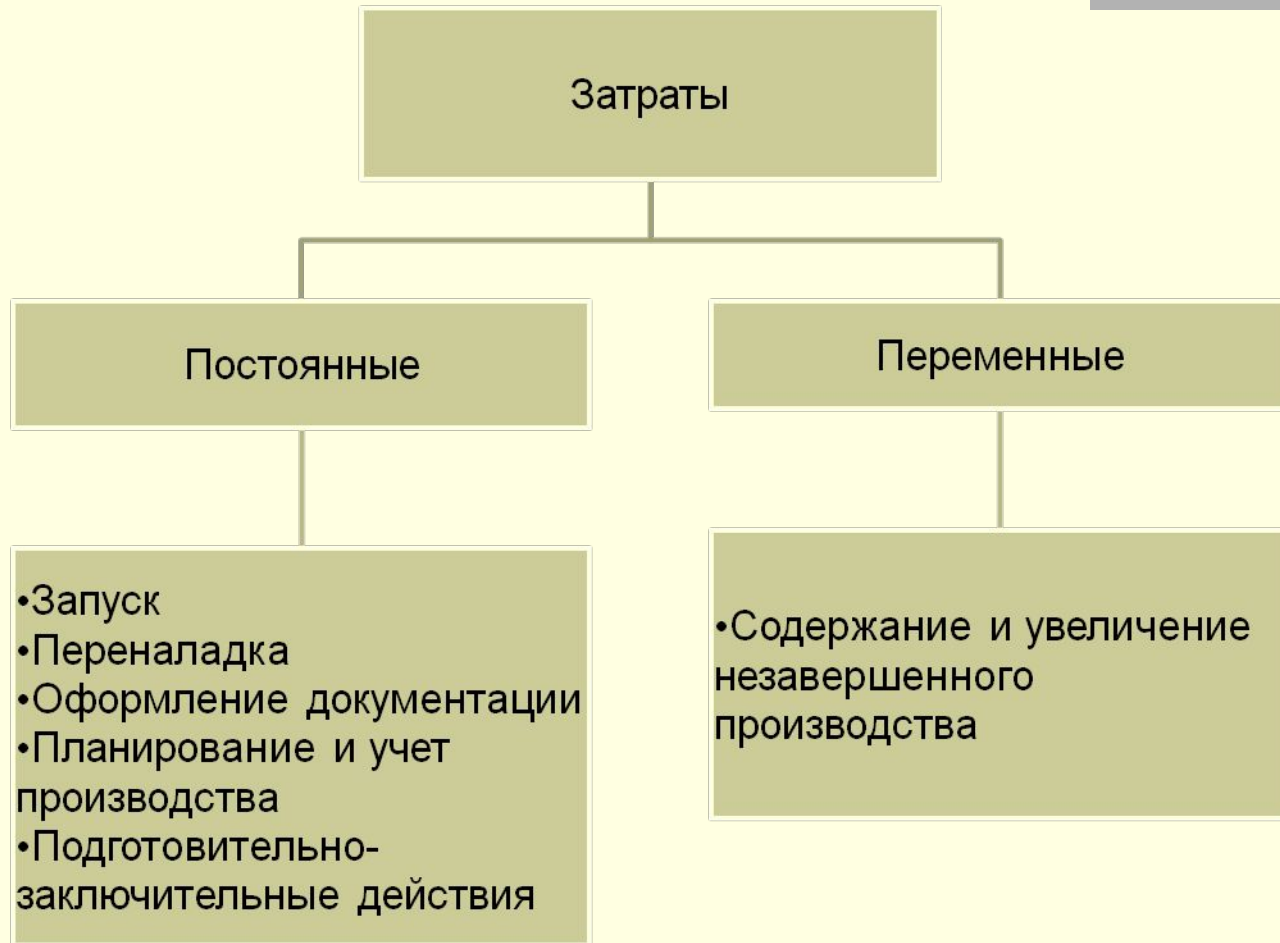 Затраты
Постоянные
Переменные
•Запуск
•Переналадка
•Оформление документации
•Планирование и учет
производства
•Подготовительно-
заключительные действия
•Содержание и увеличение
незавершенного
производства